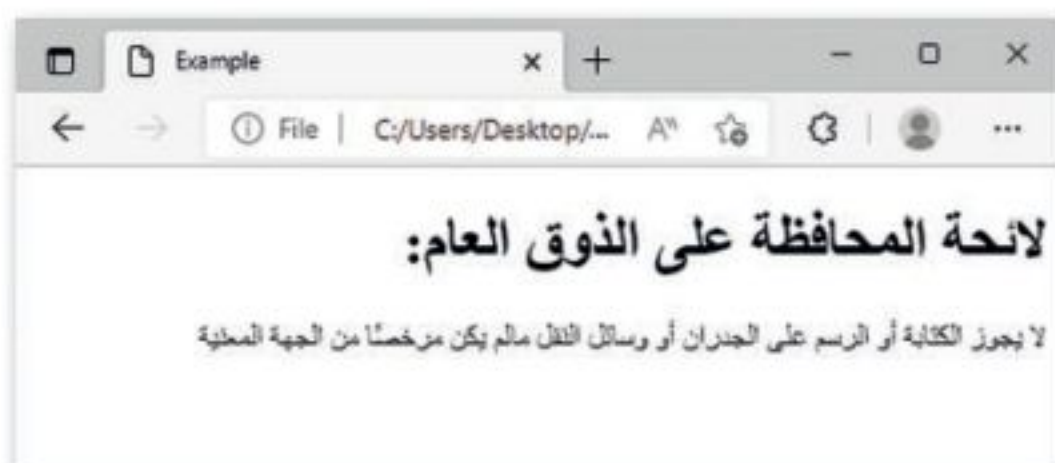 Example
File | C:/Users/Desktop/...
لائحة المحافظة على الذوق العام:
لا يجوز الكتابة أو الرسم على الجدران أو وسائل النقل مالم يكن مرخصًا من الجهة المعنية